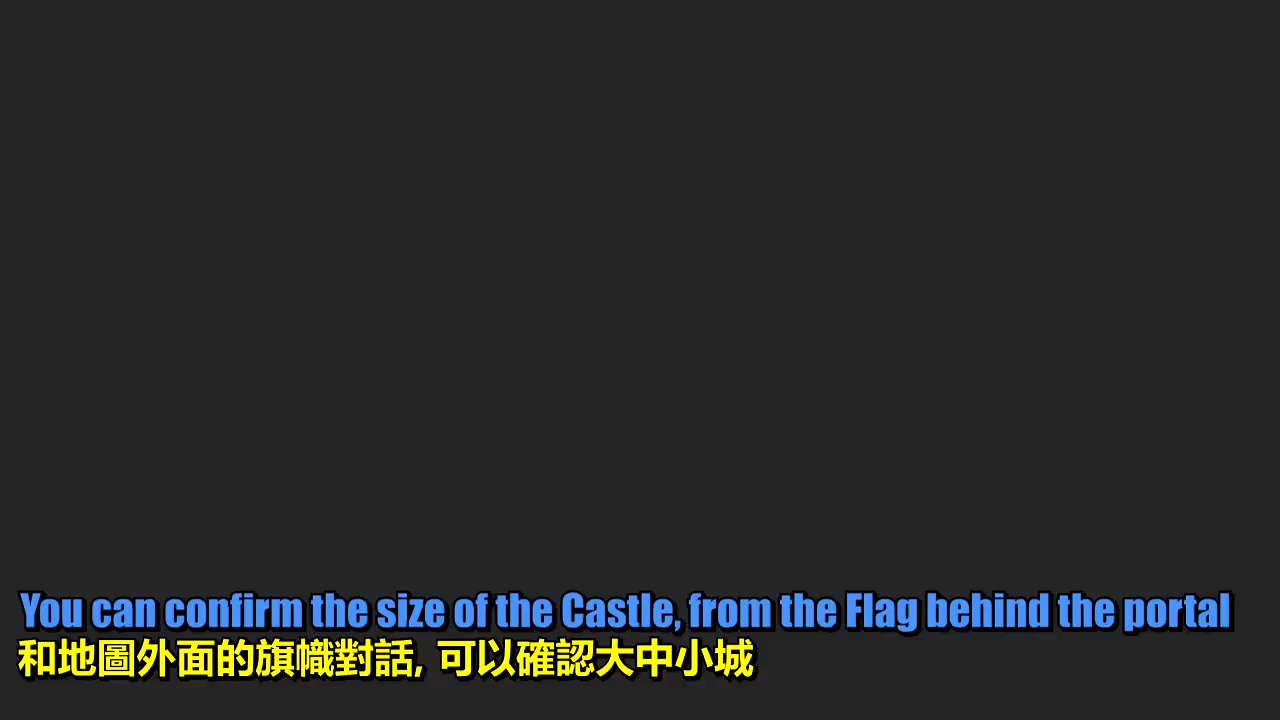 You can confirm the size of the Castle, from the Flag behind the portal
和地圖外面的旗幟對話, 可以確認大中小城